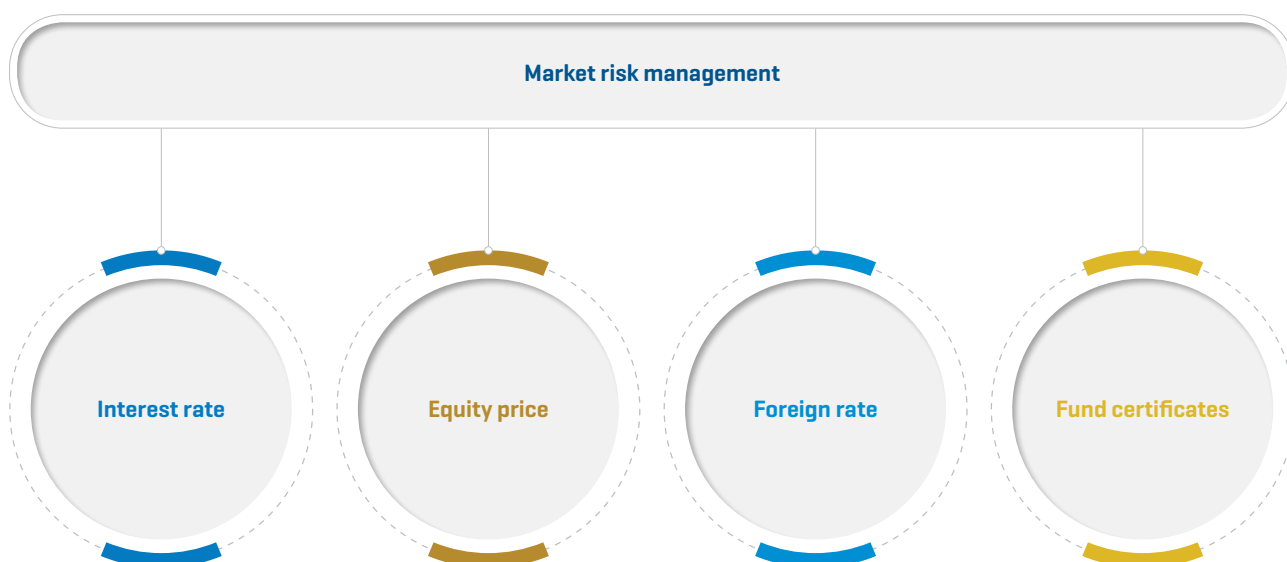 Market risk management
Interest rate
Equity price
Foreign rate
Fund certificates